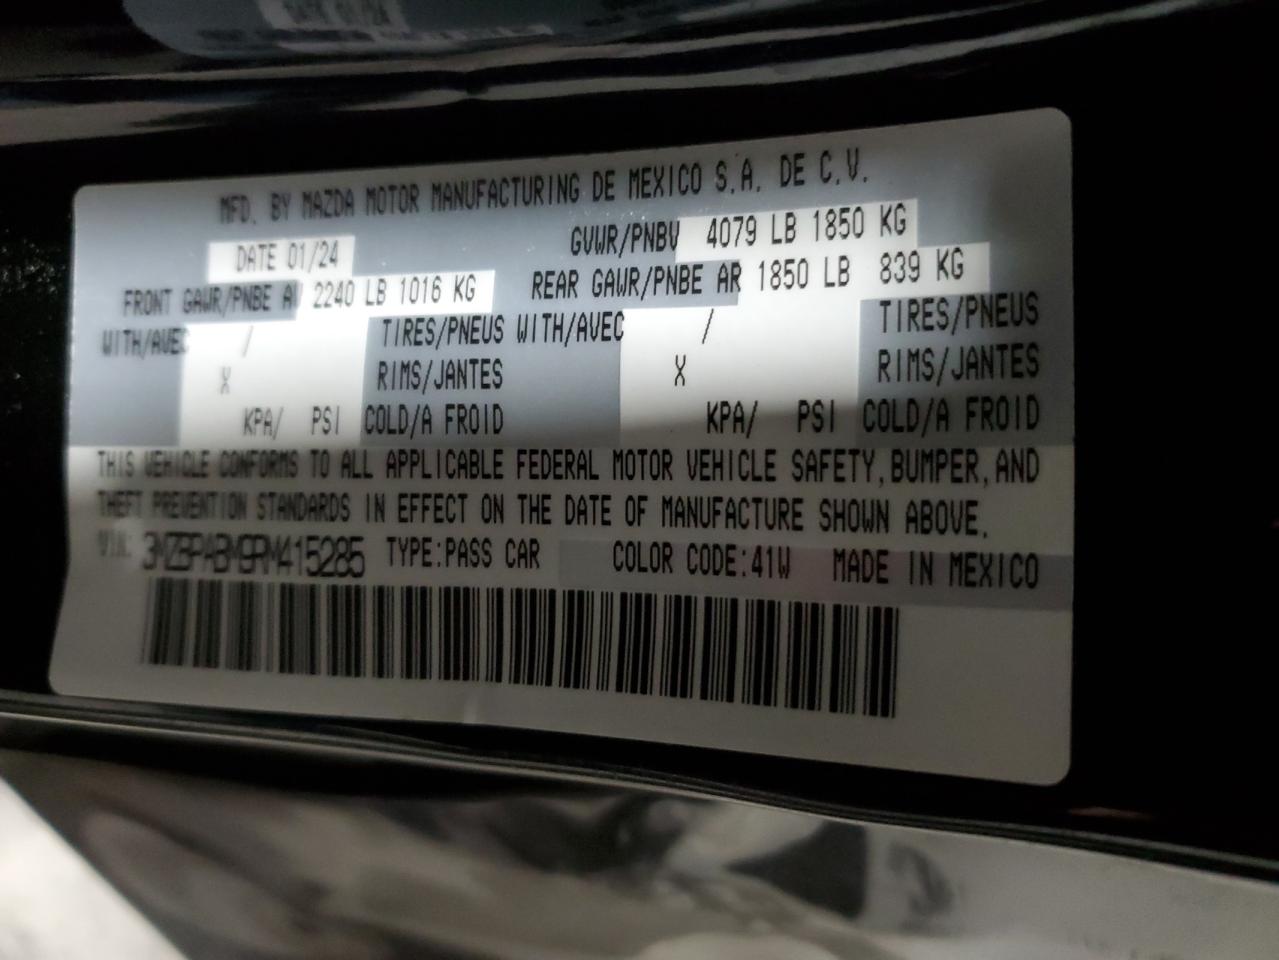 DATE 01/24
MFD. BY MAZDA MOTOR MANUFACTURING DE MEXICO S.A. DE C.V.
DATE 01/24 GVWR/PNBV 4079 LB 1850 KG
FRONT GAWR/PNBE AV 2240 LB 1016 KG REAR GAWR/PNBE AR 1850 LB 839 KG
WITH/AVEC / TIRES/PNEUS WITH/AVEC / TIRES/PNEUS
X RIMS/JANTES X RIMS/JANTES
KPA/ PSI COLD/A FROID KPA/ PSI COLD/A FROID
THIS VEHICLE CONFORMS TO ALL APPLICABLE FEDERAL MOTOR VEHICLE SAFETY, BUMPER, AND
THEFT PREVENTION STANDARDS IN EFFECT ON THE DATE OF MANUFACTURE SHOWN ABOVE.
VIN: 3MZBPABM9RM415285 TYPE:PASS CAR COLOR CODE:41W MADE IN MEXICO